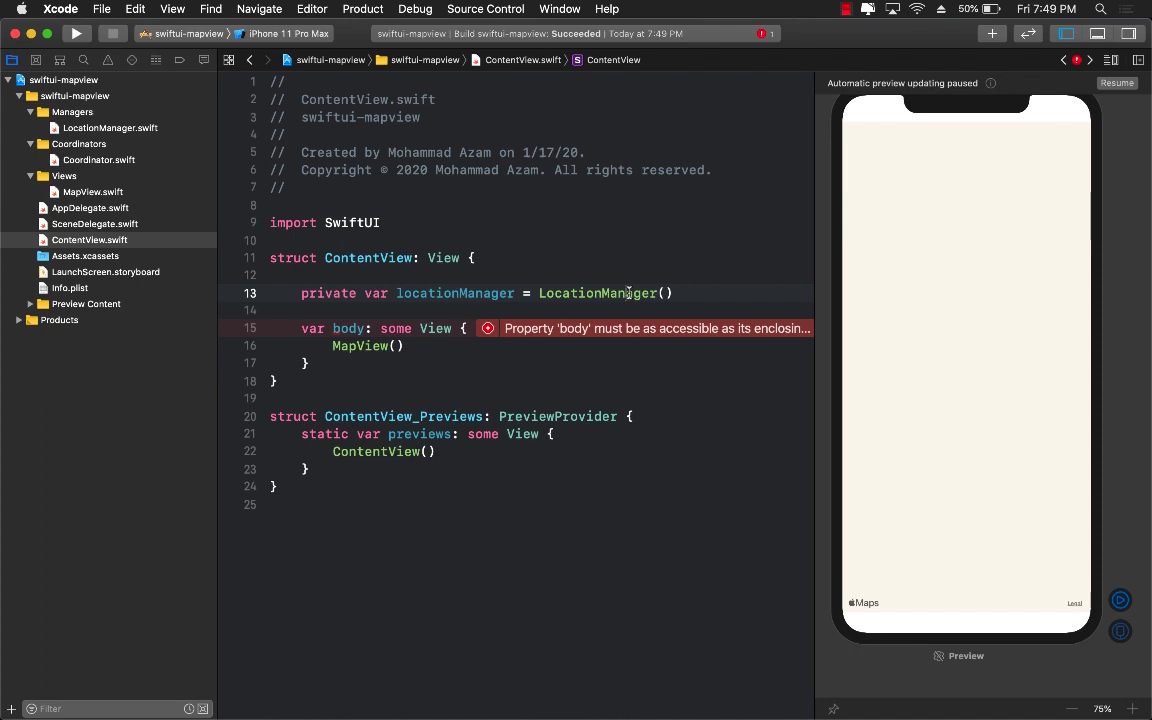 Xcode File Edit View Find Navigate Editor Product Debug Source Control Window Help 50% Fri 7:49 PM
swiftui-mapview iPhone 11 Pro Max swiftui-mapview | Build swiftui-mapview: Succeeded | Today at 7:49 PM 1
swiftui-mapview swiftui-mapview ContentView.swift S ContentView
swiftui-mapview
swiftui-mapview
Managers
LocationManager.swift
Coordinators
Coordinator.swift
Views
MapView.swift
AppDelegate.swift
SceneDelegate.swift
ContentView.swift
Assets.xcassets
LaunchScreen.storyboard
Info.plist
Preview Content
Products
Filter
1 //
2 // ContentView.swift
3 // swiftui-mapview
4 //
5 // Created by Mohammad Azam on 1/17/20.
6 // Copyright © 2020 Mohammad Azam. All rights reserved.
7 //
8
9 import SwiftUI
10
11 struct ContentView: View {
12
13 private var locationManager = LocationManager()
14
15 var body: some View { Property 'body' must be as accessible as its enclosin...
16 MapView()
17 }
18 }
19
20 struct ContentView_Previews: PreviewProvider {
21 static var previews: some View {
22 ContentView()
23 }
24 }
25
Automatic preview updating paused Resume
Maps Legal
Preview
75%